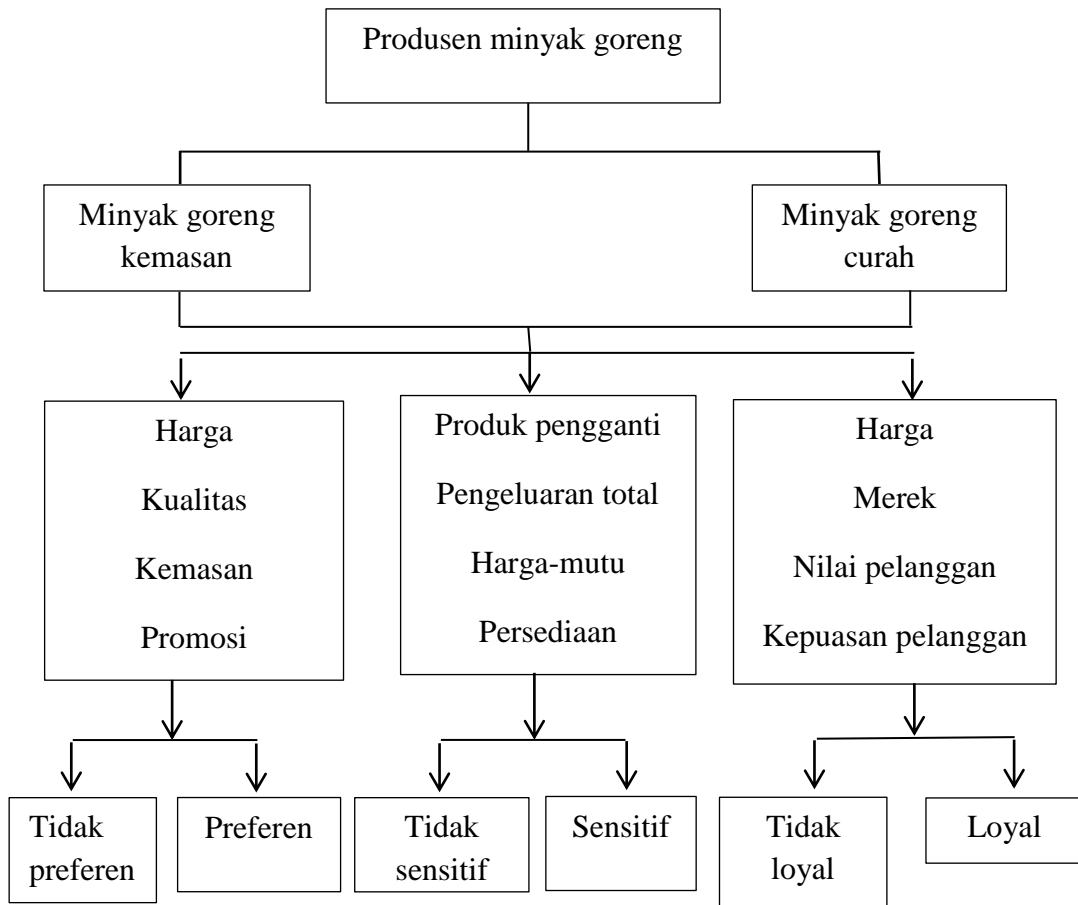 Produsen minyak goreng
Minyak goreng
kemasan
Minyak goreng
curah
Harga
Kualitas
Kemasan
Promosi
Produk pengganti
Pengeluaran total
Harga-mutu
Persediaan
Harga
Merek
Nilai pelanggan
Kepuasan pelanggan
Tidak
preferen
Preferen
Tidak
sensitif
Sensitif
Tidak
loyal
Loyal